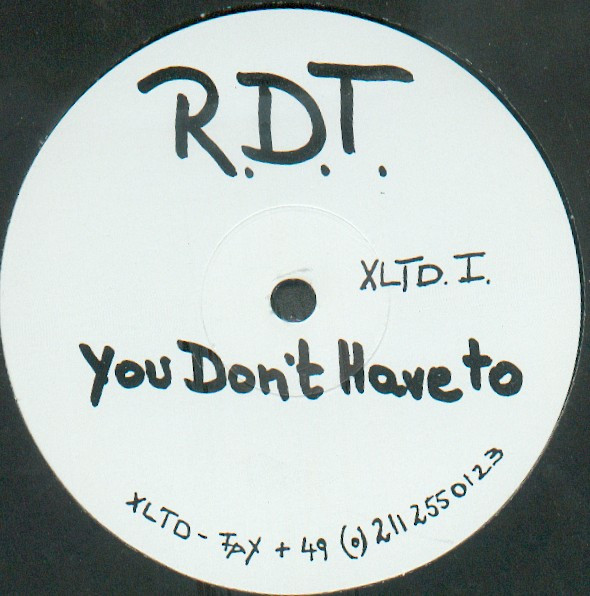 R.D.T.
XLTD. I.
You Don't Have to
XLTD - FAX + 49 (0) 211 2550123